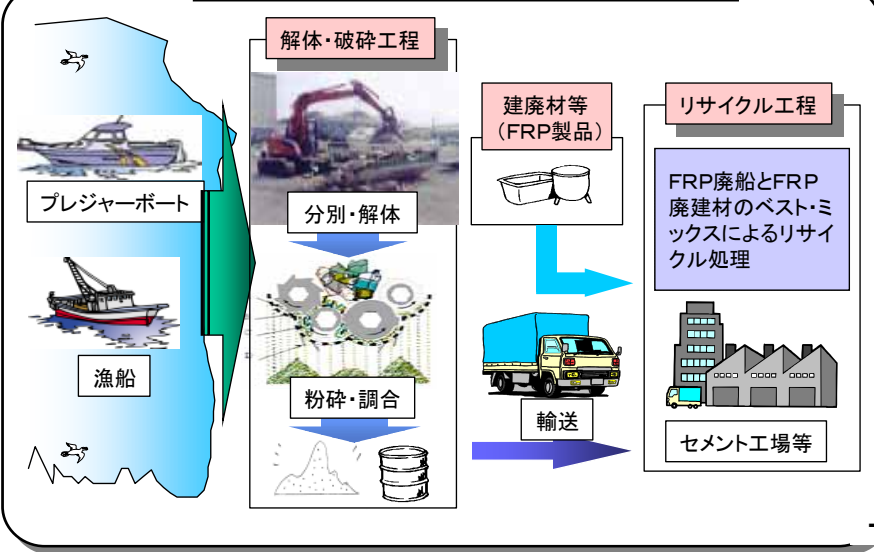 解体・破砕工程
建廃材等
（FRP製品）
リサイクル工程
プレジャーボート
分別・解体
FRP廃船とFRP
廃建材のベスト・ミ
ックスによるリサイ
クル処理
漁船
粉砕・調合
輸送
セメント工場等